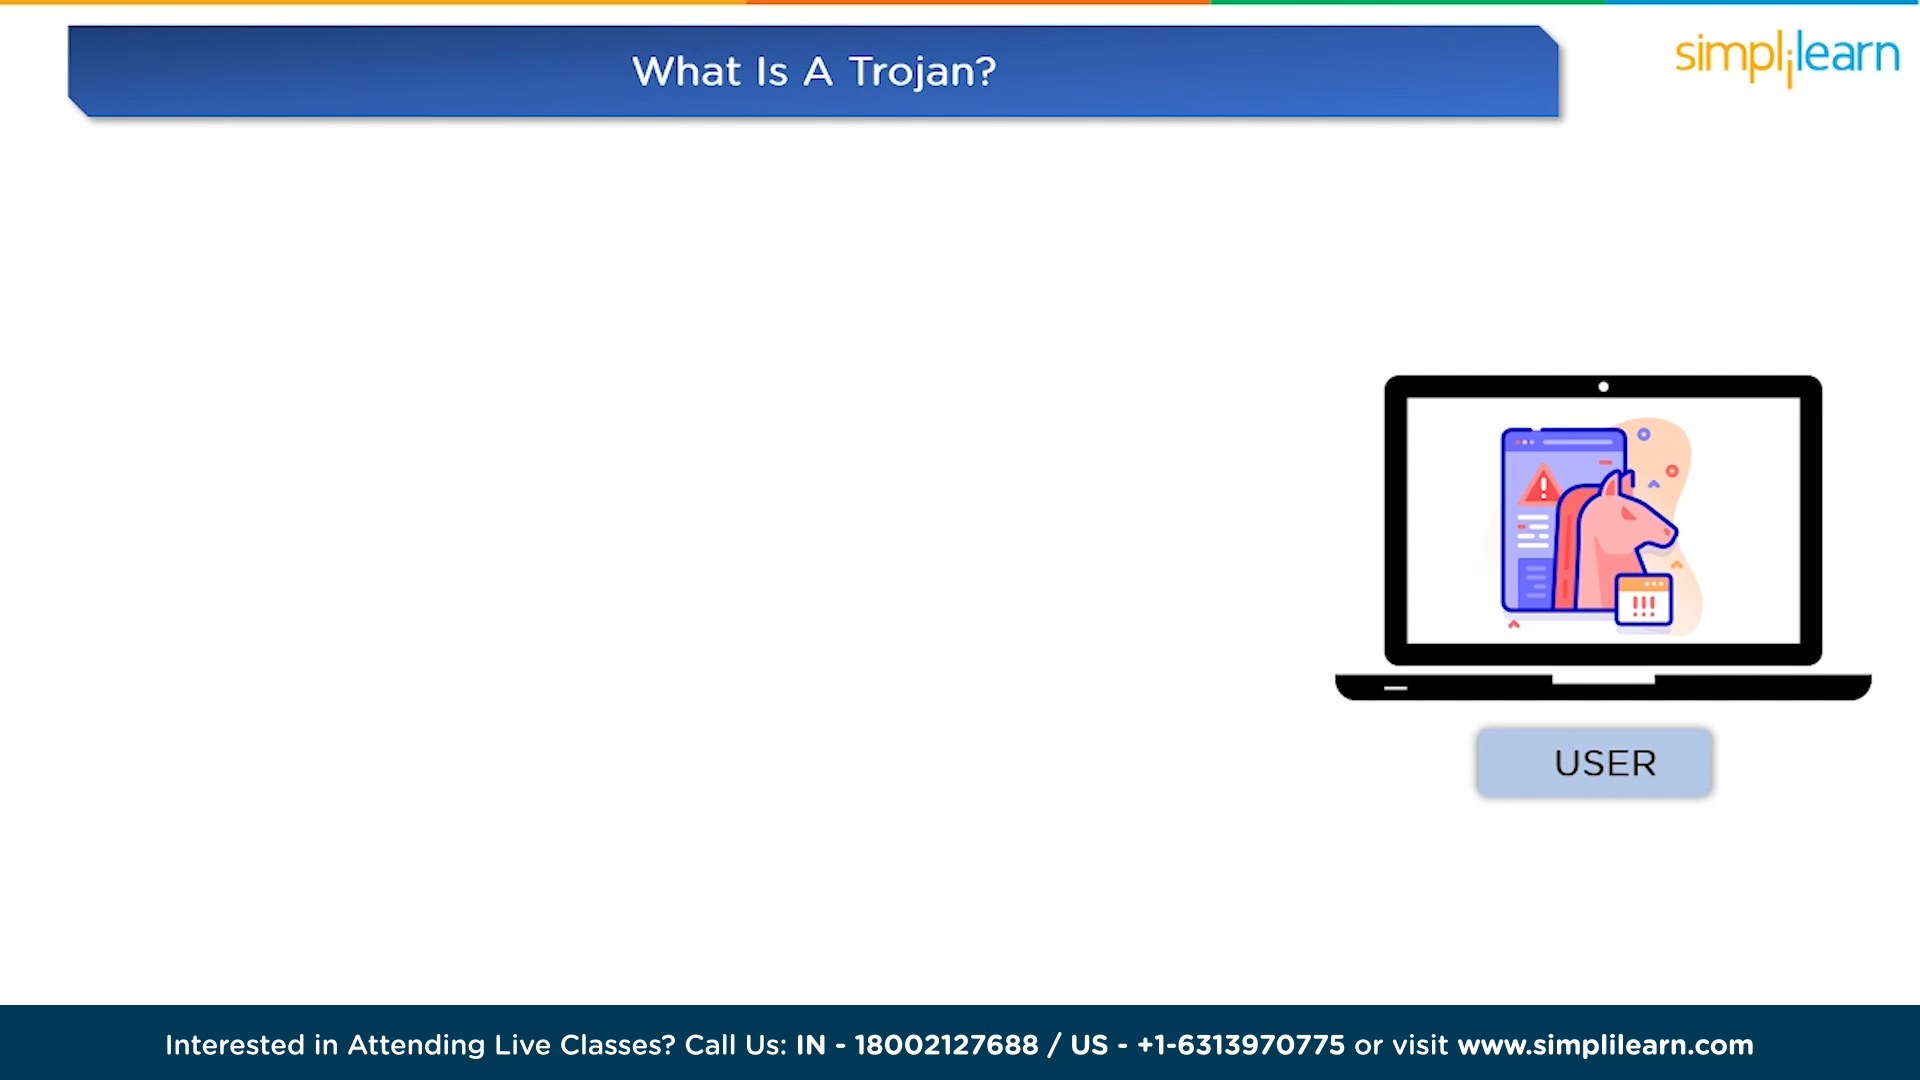 What Is A Trojan?
simplilearn
USER
Interested in Attending Live Classes? Call Us: IN - 18002127688 / US - +1-6313970775 or visit www.simplilearn.com